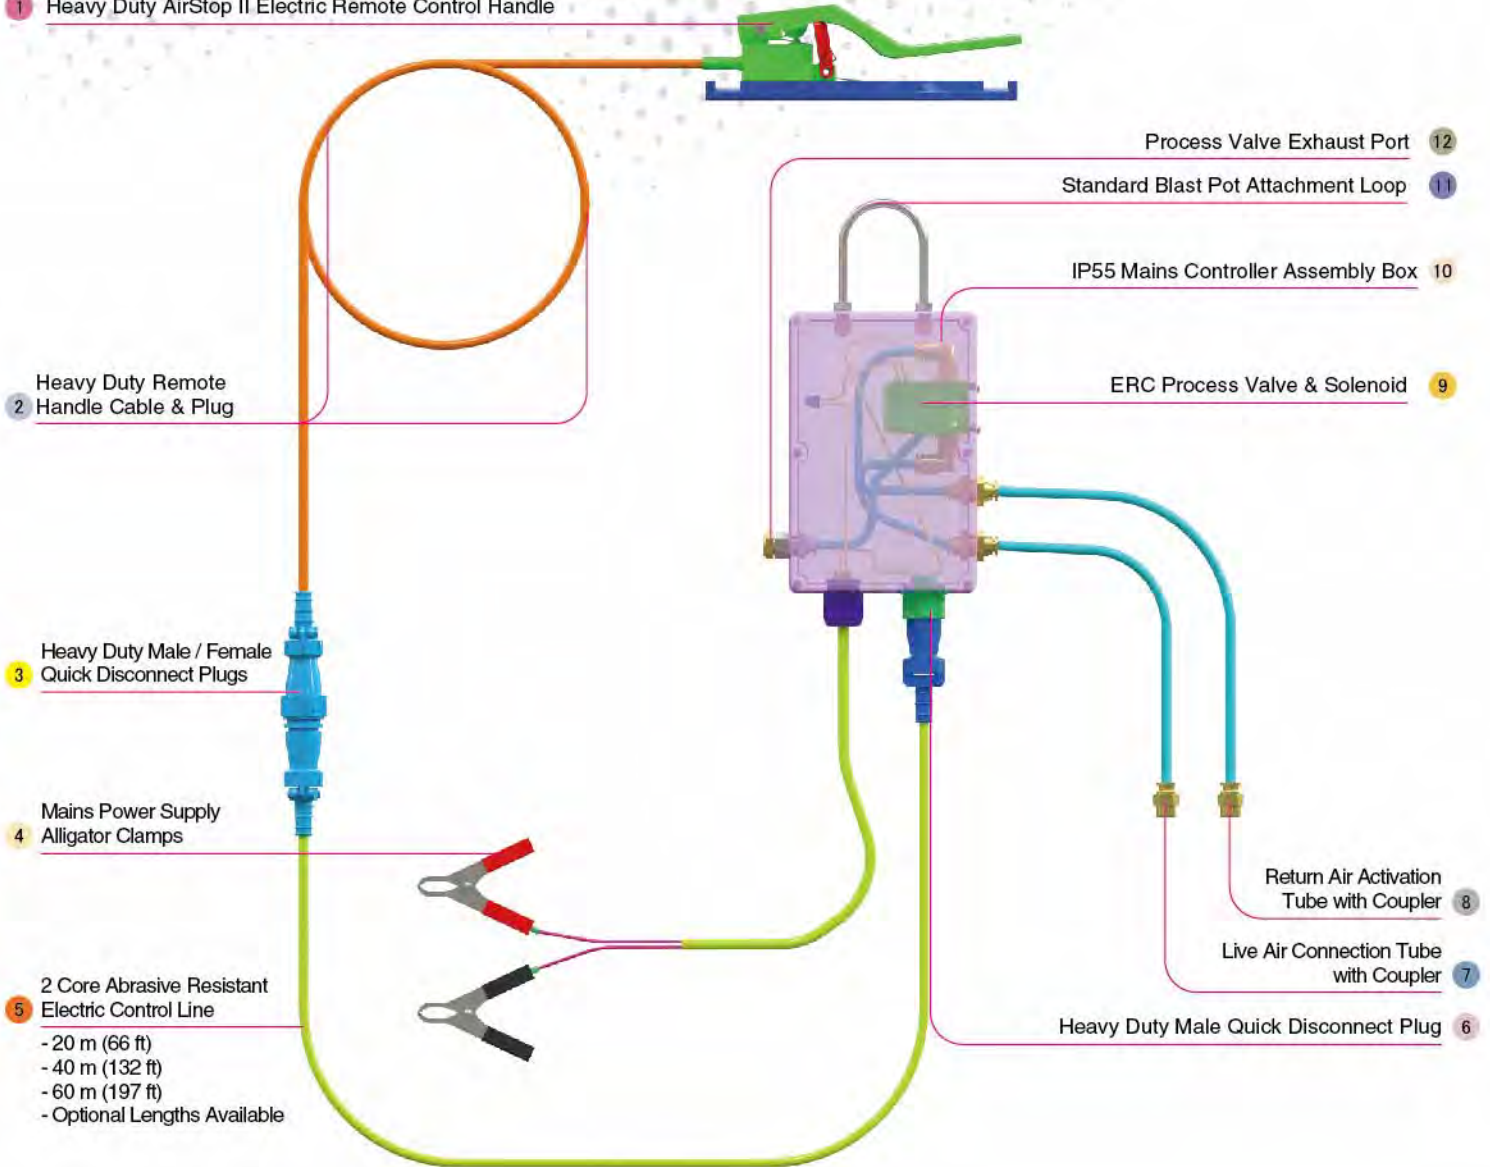 1 Heavy Duty AirStop II Electric Remote Control Handle
Process Valve Exhaust Port 12
Standard Blast Pot Attachment Loop 11
IP55 Mains Controller Assembly Box 10
ERC Process Valve & Solenoid 9
Heavy Duty Remote
2 Handle Cable & Plug
Heavy Duty Male / Female
3 Quick Disconnect Plugs
Mains Power Supply
4 Alligator Clamps
2 Core Abrasive Resistant
5 Electric Control Line
- 20 m (66 ft)
- 40 m (132 ft)
- 60 m (197 ft)
- Optional Lengths Available
Return Air Activation
Tube with Coupler 8
Live Air Connection Tube
with Coupler 7
Heavy Duty Male Quick Disconnect Plug 6